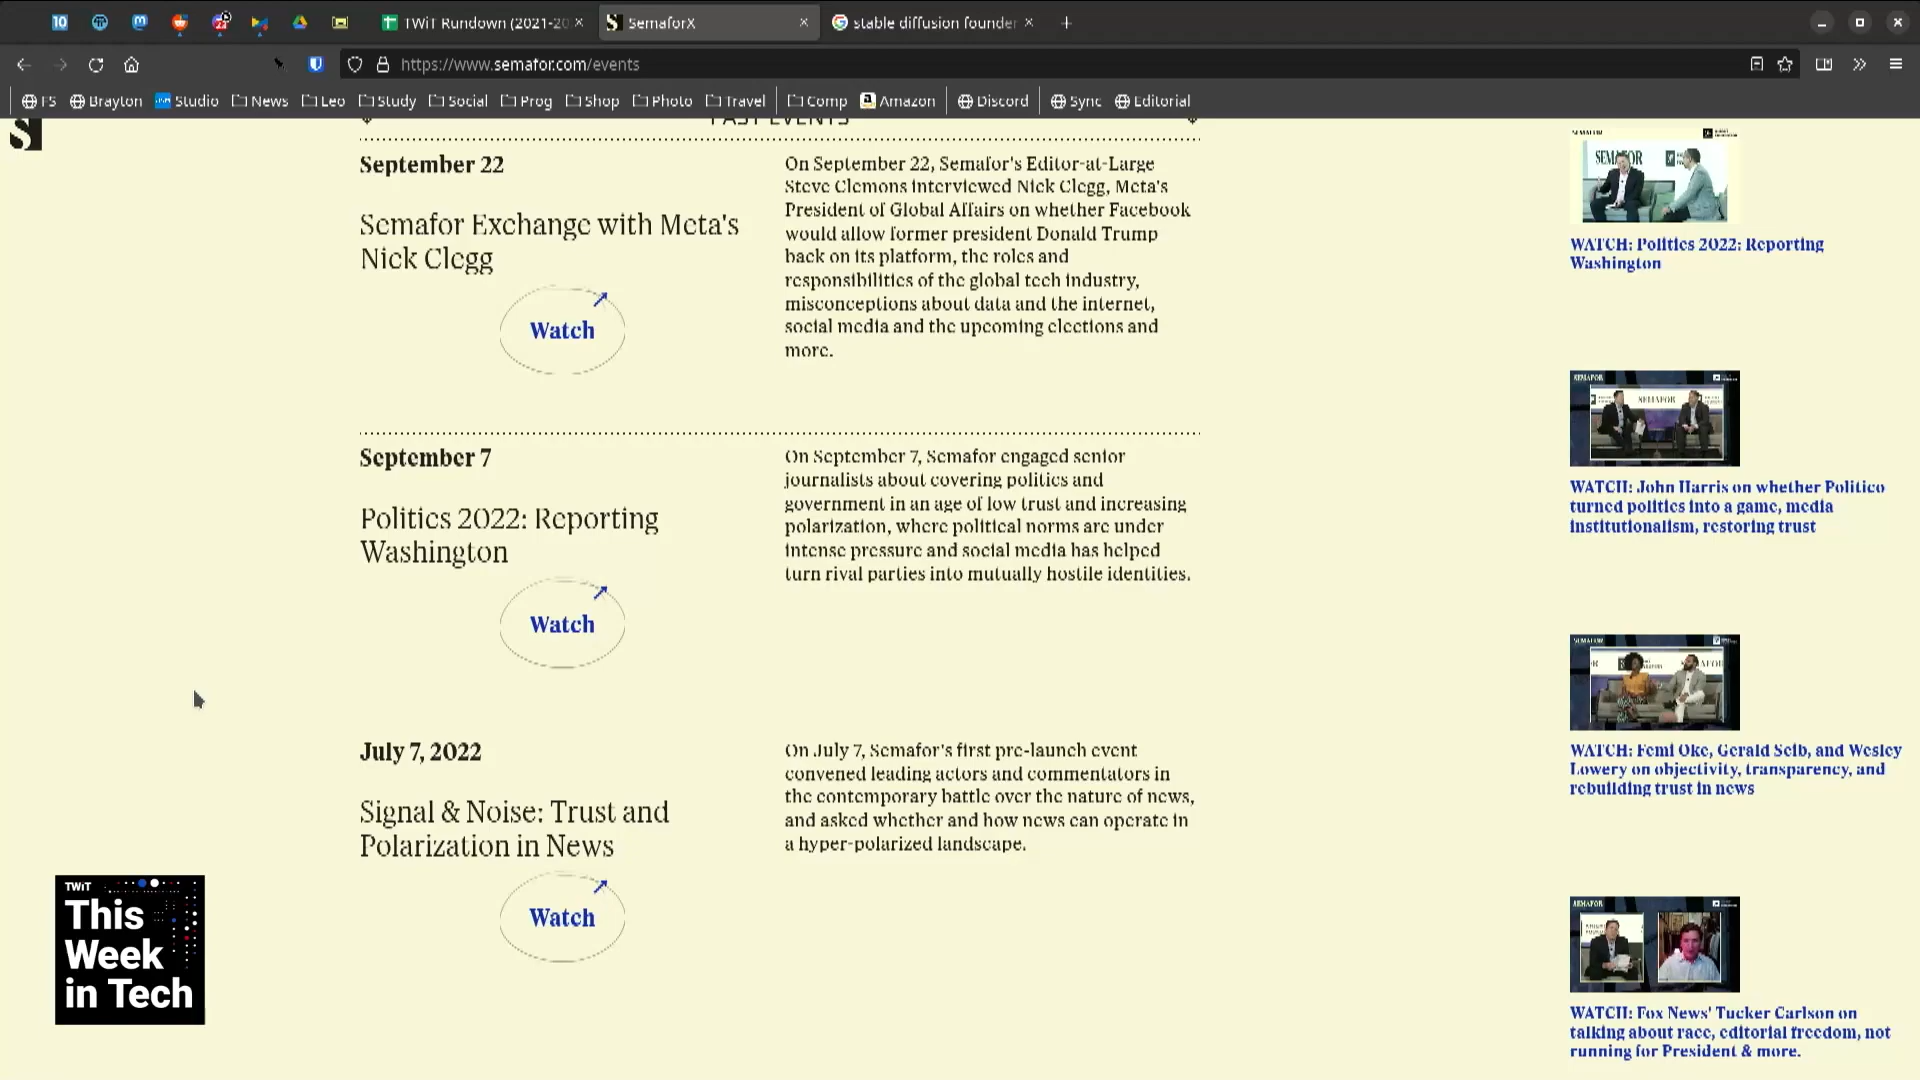 10
TWiT Rundown (2021-20
SemaforX
stable diffusion founder
https://www.semafor.com/events
FS
Brayton
Studio
News
Leo
Study
Social
Prog
Shop
Photo
Travel
Comp
Amazon
Discord
Sync
Editorial
S
PAST EVENTS
September 22
Semafor Exchange with Meta's
Nick Clegg
Watch
On September 22, Semafor's Editor-at-Large
Steve Clemons interviewed Nick Clegg, Meta's
President of Global Affairs on whether Facebook
would allow former president Donald Trump
back on its platform, the roles and
responsibilities of the global tech industry,
misconceptions about data and the internet,
social media and the upcoming elections and
more.
September 7
Politics 2022: Reporting
Washington
Watch
On September 7, Semafor engaged senior
journalists about covering politics and
government in an age of low trust and increasing
polarization, where political norms are under
intense pressure and social media has helped
turn rival parties into mutually hostile identities.
July 7, 2022
Signal & Noise: Trust and
Polarization in News
Watch
On July 7, Semafor's first pre-launch event
convened leading actors and commentators in
the contemporary battle over the nature of news,
and asked whether and how news can operate in
a hyper-polarized landscape.
SEMAFOR
SEMAFOR
WATCH: Politics 2022: Reporting
Washington
SEMAFOR
SEMAFOR
WATCH: John Harris on whether Politico
turned politics into a game, media
institutionalism, restoring trust
SEMAFOR
WATCH: Femi Oke, Gerald Seib, and Wesley
Lowery on objectivity, transparency, and
rebuilding trust in news
SEMAFOR
WATCH: Fox News' Tucker Carlson on
talking about race, editorial freedom, not
running for President & more.
TWiT
This
Week
in Tech